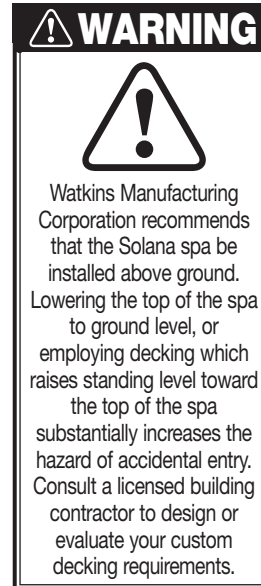 WARNING
Watkins Manufacturing
Corporation recommends
that the Solana spa be
installed above ground.
Lowering the top of the spa
to ground level, or
employing decking which
raises standing level toward
the top of the spa
substantially increases the
hazard of accidental entry.
Consult a licensed building
contractor to design or
evaluate your custom
decking requirements.